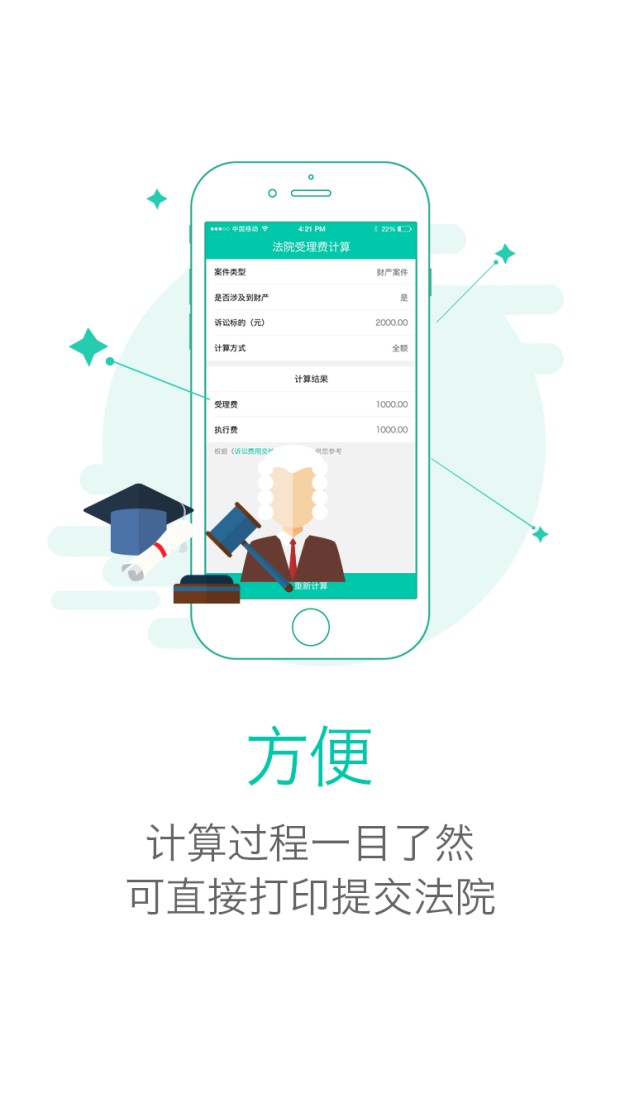 中国移动 4:21 PM 22%
法院受理费计算
案件类型 财产案件
是否涉及到财产 是
诉讼标的（元） 2000.00
计算方式 全额
计算结果
受理费 1000.00
执行费 1000.00
根据《诉讼费用交 供您参考
重新计算
方便
计算过程一目了然
可直接打印提交法院